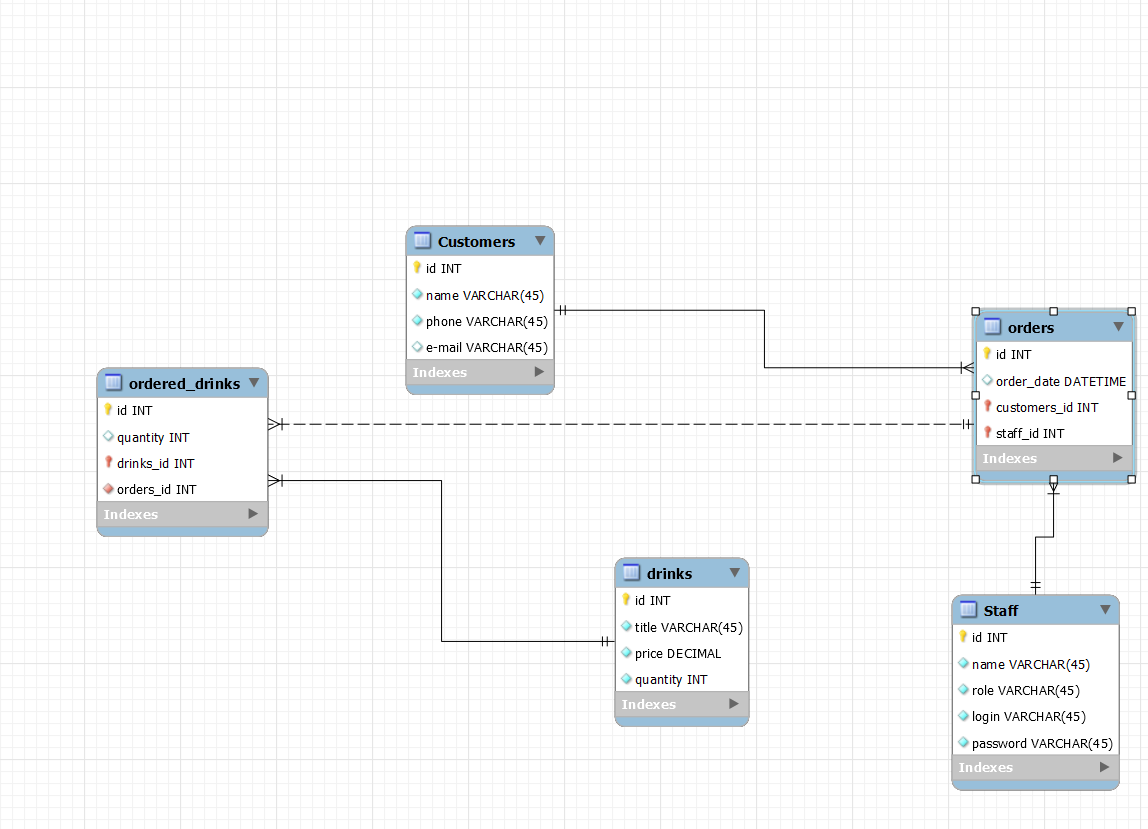 Customers
id INT
name VARCHAR(45)
phone VARCHAR(45)
e-mail VARCHAR(45)
Indexes
orders
id INT
order_date DATETIME
customers_id INT
staff_id INT
Indexes
ordered_drinks
id INT
quantity INT
drinks_id INT
orders_id INT
Indexes
drinks
id INT
title VARCHAR(45)
price DECIMAL
quantity INT
Indexes
Staff
id INT
name VARCHAR(45)
role VARCHAR(45)
login VARCHAR(45)
password VARCHAR(45)
Indexes